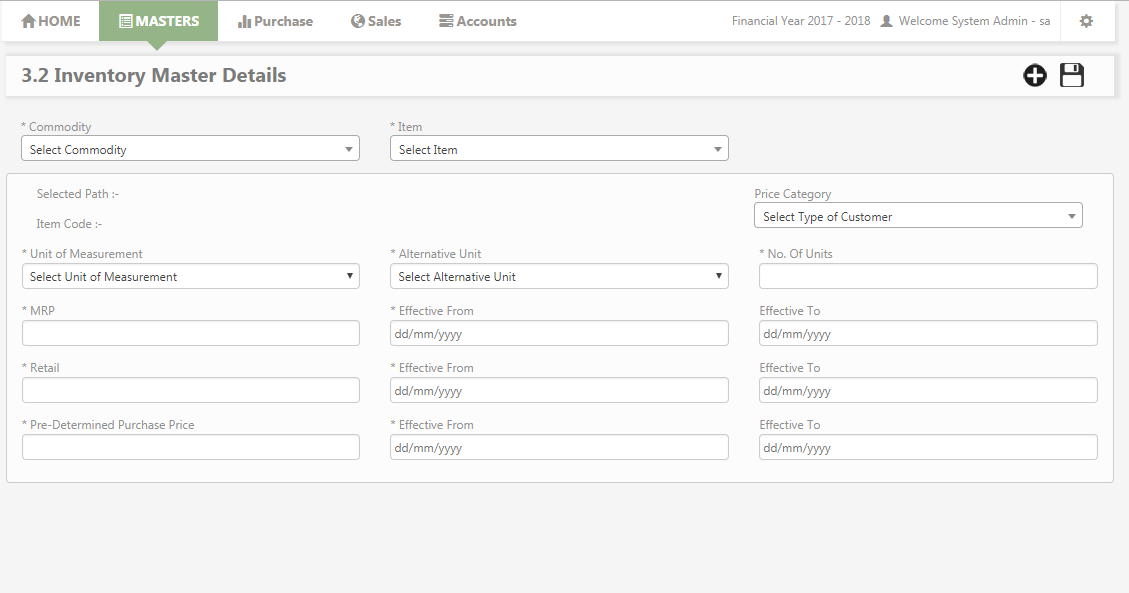 HOME MASTERS Purchase Sales Accounts Financial Year 2017 - 2018 Welcome System Admin - sa
3.2 Inventory Master Details
* Commodity * Item
Select Commodity Select Item
Selected Path :- Price Category
Select Type of Customer
Item Code :-
* Unit of Measurement * Alternative Unit * No. Of Units
Select Unit of Measurement Select Alternative Unit
* MRP * Effective From Effective To
dd/mm/yyyy dd/mm/yyyy
* Retail * Effective From Effective To
dd/mm/yyyy dd/mm/yyyy
* Pre-Determined Purchase Price * Effective From Effective To
dd/mm/yyyy dd/mm/yyyy